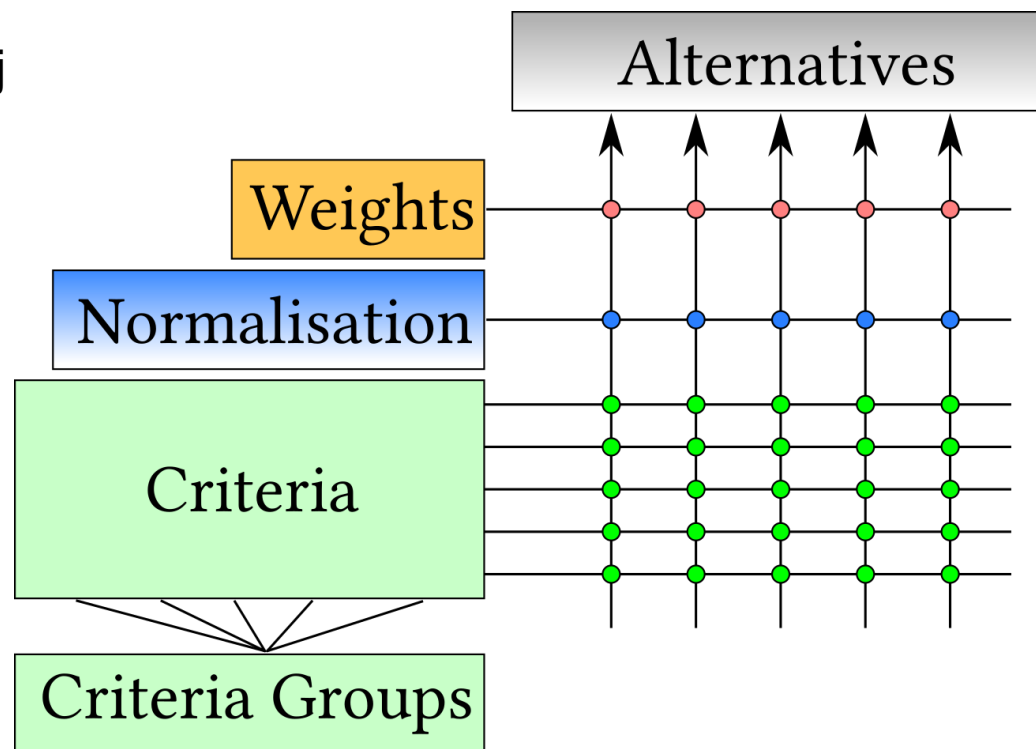 j
Alternatives
Weights
Normalisation
Criteria
Criteria Groups